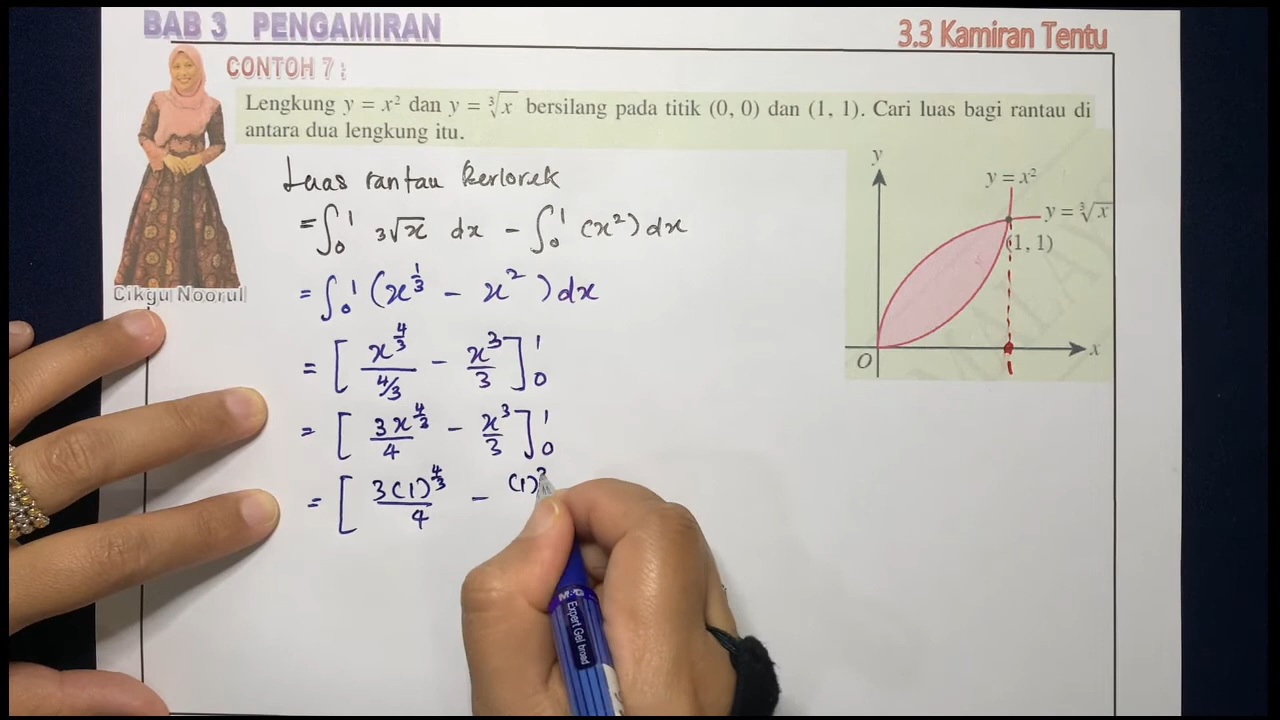 BAB 3 PENGAMIRAN
3.3 Kamiran Tentu
CONTOH 7 :
Lengkung y = x² dan y = ∛x bersilang pada titik (0, 0) dan (1, 1). Cari luas bagi rantau di
antara dua lengkung itu.
Cikgu Noorul
Luas rantau berlorek
= ∫₀¹ ³√x dx - ∫₀¹ (x²) dx
= ∫₀¹ (x^(1/3) - x²) dx
= [ x^(4/3) / (4/3) - x³/3 ]₀¹
= [ 3x^(4/3) / 4 - x³/3 ]₀¹
= [ 3(1)^(4/3) / 4 - (1)
y
y = x²
y = ∛x
(1, 1)
O
x
Expert Gel broad